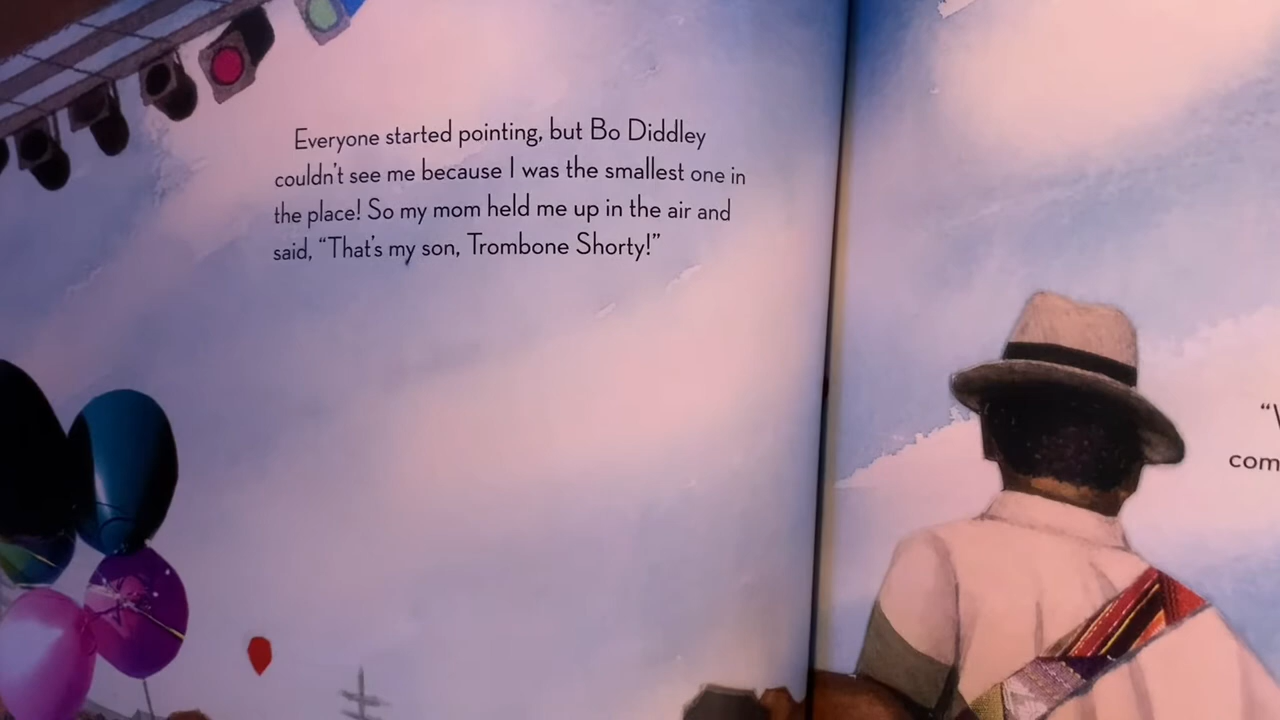 Everyone started pointing, but Bo Diddley
couldn't see me because I was the smallest one in
the place! So my mom held me up in the air and
said, “That's my son, Trombone Shorty!”